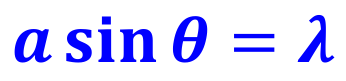 a sin θ = λ